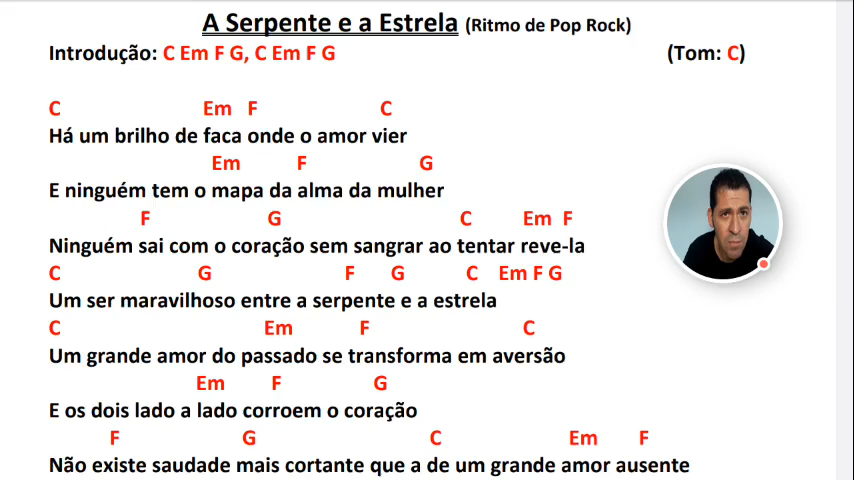 A Serpente e a Estrela (Ritmo de Pop Rock)
Introdução: C Em F G, C Em F G (Tom: C)
C Em F C
Há um brilho de faca onde o amor vier
Em F G
E ninguém tem o mapa da alma da mulher
F G C Em F
Ninguém sai com o coração sem sangrar ao tentar reve-la
C G F G C Em F G
Um ser maravilhoso entre a serpente e a estrela
C Em F C
Um grande amor do passado se transforma em aversão
Em F G
E os dois lado a lado corroem o coração
F G C Em F
Não existe saudade mais cortante que a de um grande amor ausente